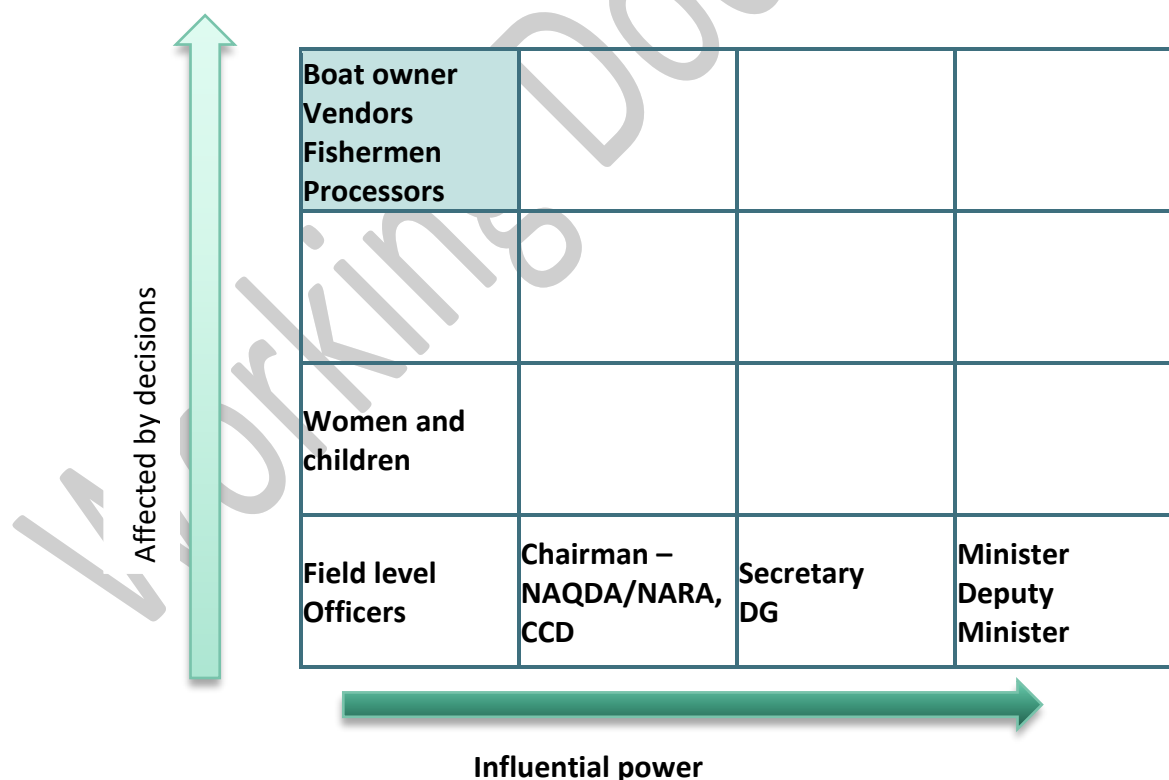 Boat owner
Vendors
Fishermen
Processors
Women and
children
Field level
Officers
Chairman –
NAQDA/NARA,
CCD
Secretary
DG
Minister
Deputy
Minister
Affected by decisions
Influential power
Working Doc